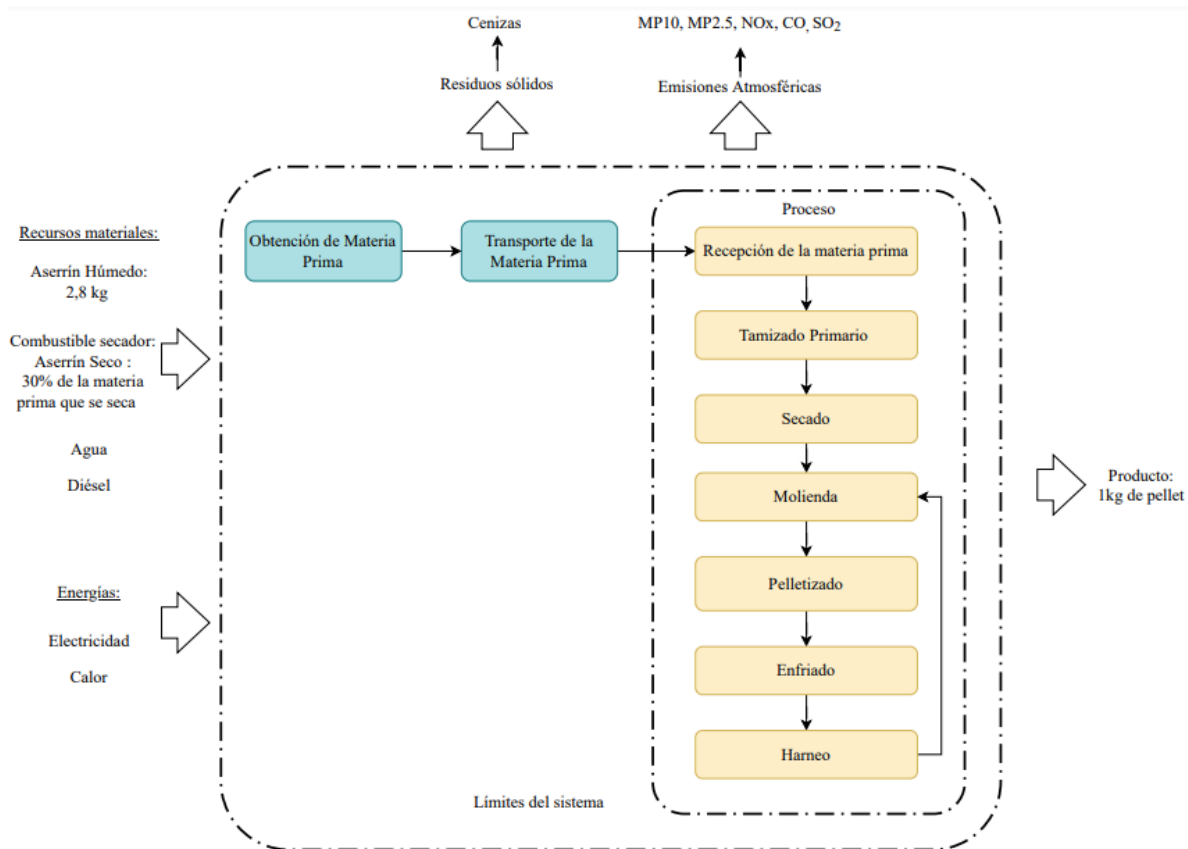 Cenizas
MP10, MP2.5, NOx, CO, SO₂
Residuos sólidos
Emisiones Atmosféricas
Recursos materiales:
Aserrín Húmedo:
2,8 kg
Combustible secador:
Aserrín Seco :
30% de la materia
prima que se seca
Agua
Diésel
Energías:
Electricidad
Calor
Obtención de Materia
Prima
Transporte de la
Materia Prima
Proceso
Recepción de la materia prima
Tamizado Primario
Secado
Molienda
Pelletizado
Enfriado
Harneo
Límites del sistema
Producto:
1kg de pellet